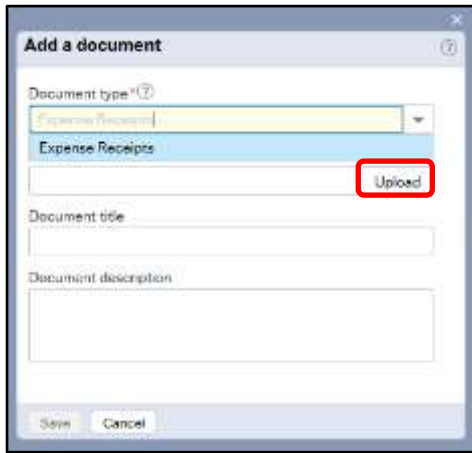 Add a document
Document type *
Expense Receipts
Expense Receipts
Upload
Document title
Document description
Save Cancel